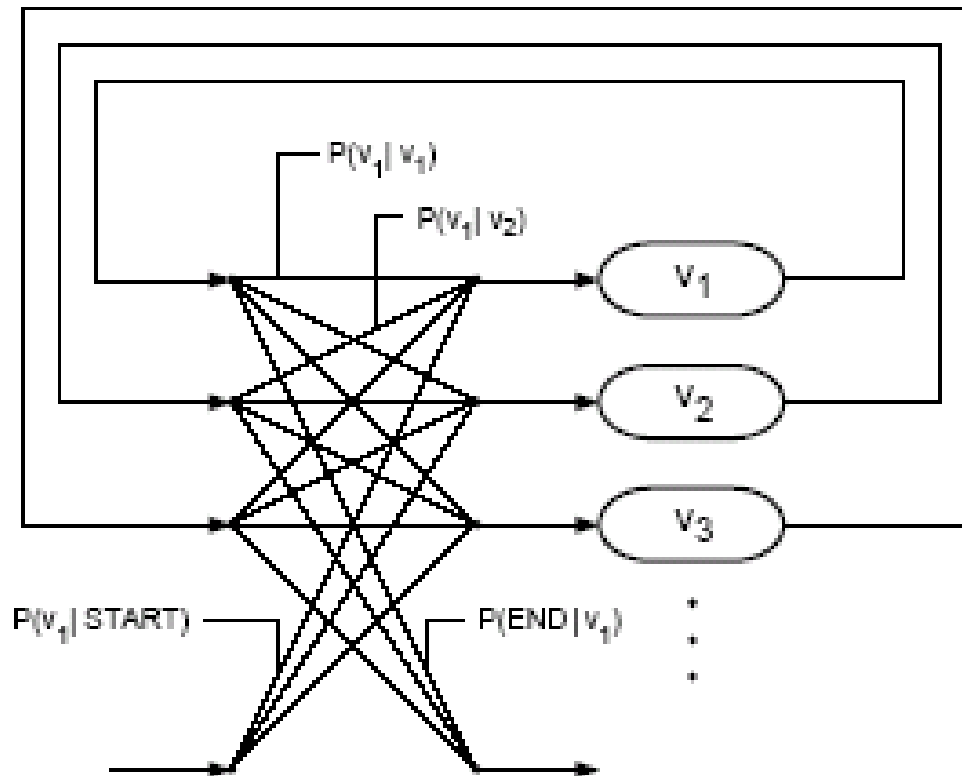 P(v₁| v₁)
P(v₁| v₂)
v₁
v₂
v₃
P(v₁| START)
P(END | v₁)